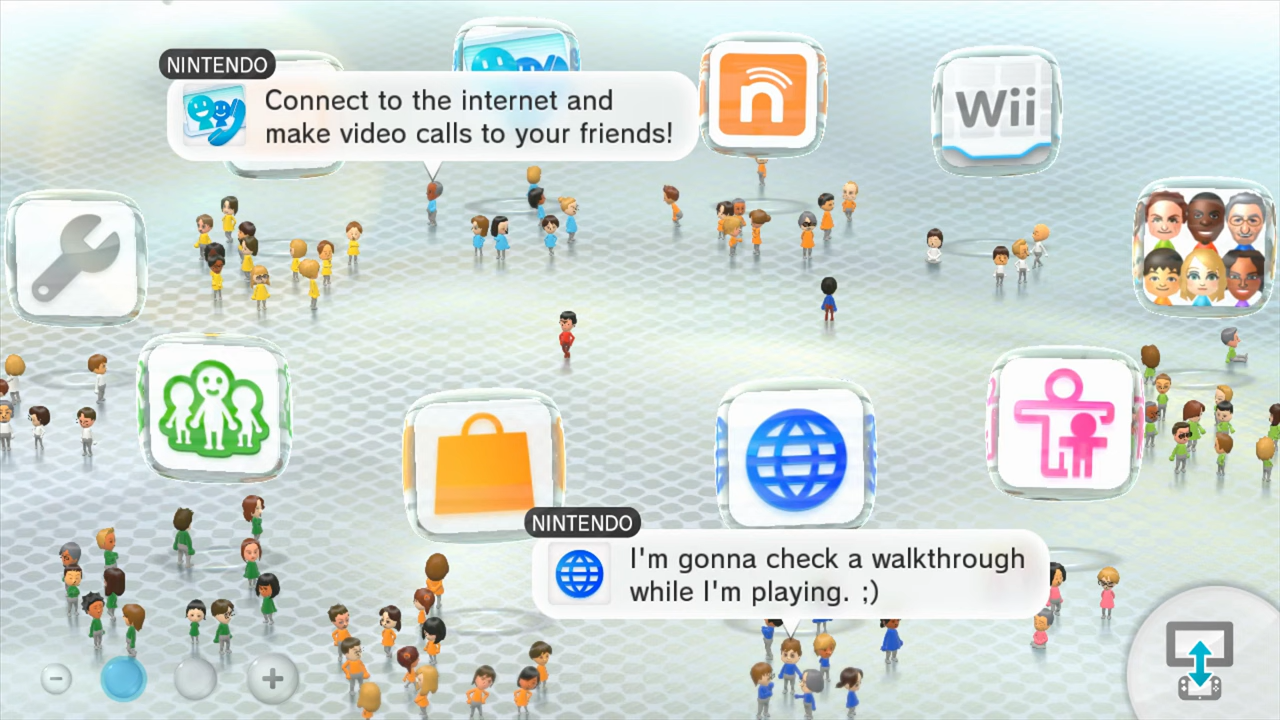 NINTENDO
Connect to the internet and
make video calls to your friends!
n
Wii
NINTENDO
I'm gonna check a walkthrough
while I'm playing. ;)